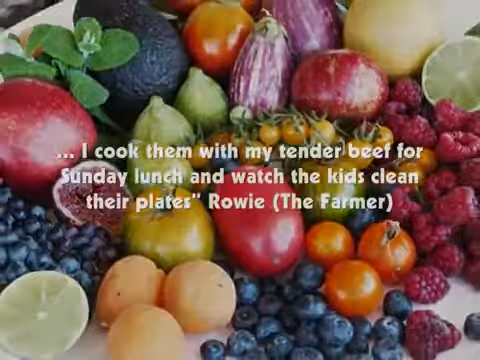 ... I cook them with my tender beef for
Sunday lunch and watch the kids clean
their plates" Rowie (The Farmer)